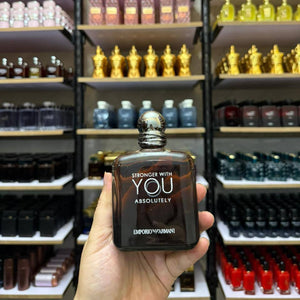 STRONGER WITH
YOU
ABSOLUTELY
EMPORIO ARMANI